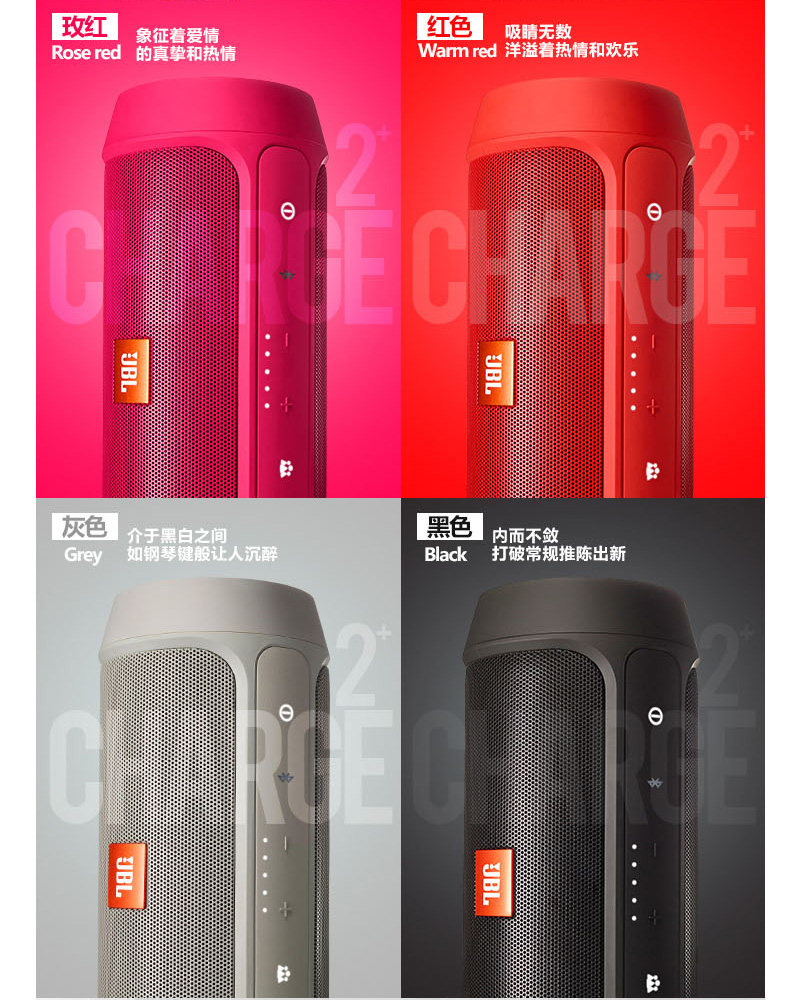 玫红
Rose red
象征着爱情
的真挚和热情
2+
CHARGE
JBL
红色
Warm red
吸睛无数
洋溢着热情和欢乐
2+
CHARGE
JBL
灰色
Grey
介于黑白之间
如钢琴键般让人沉醉
2+
CHARGE
JBL
黑色
Black
内而不敛
打破常规推陈出新
2+
CHARGE
JBL